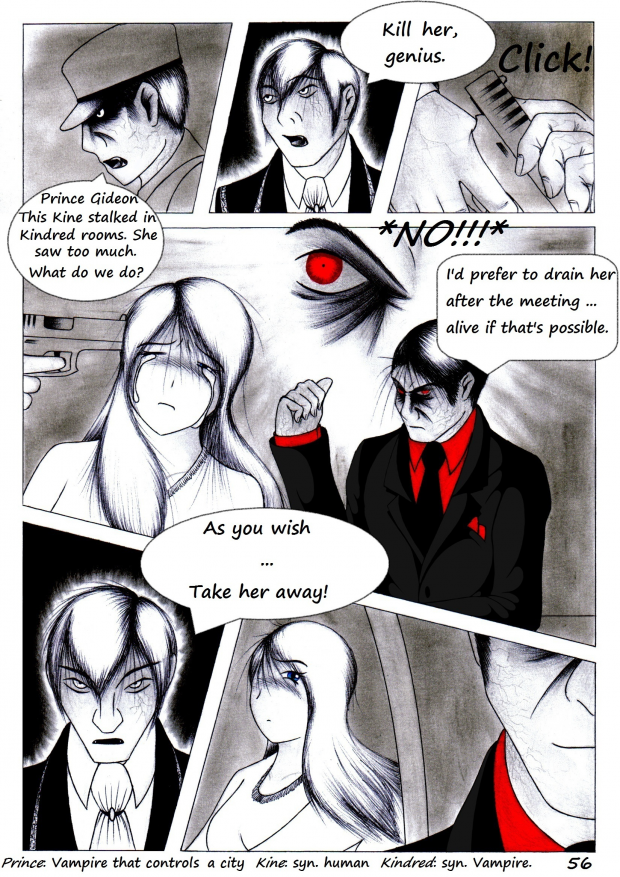 Prince Gideon
This Kine stalked in
Kindred rooms. She
saw too much.
What do we do?
Kill her,
genius.
Click!
*NO!!!*
I'd prefer to drain her
after the meeting ...
alive if that's possible.
As you wish
...
Take her away!
Prince: Vampire that controls a city Kine: syn. human Kindred: syn. Vampire. 56